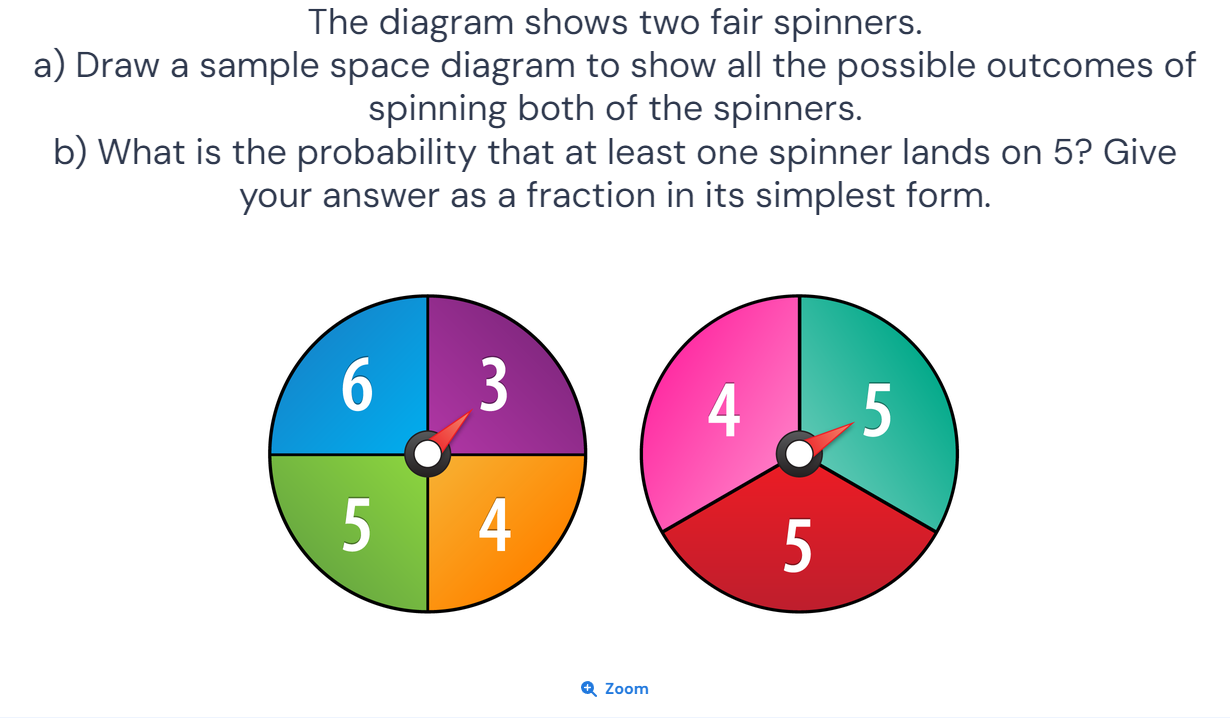 The diagram shows two fair spinners.
a) Draw a sample space diagram to show all the possible outcomes of
spinning both of the spinners.
b) What is the probability that at least one spinner lands on 5? Give
your answer as a fraction in its simplest form.
6 3
4 5
5 4
5
Zoom